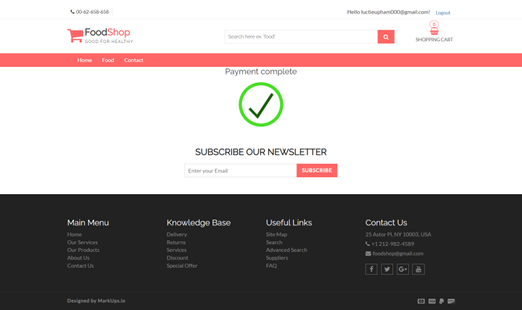 00-62-658-658
Hello luctieupham000@gmail.com! Logout
FoodShop
GOOD FOR HEALTHY
Search here ex. 'food'
0
SHOPPING CART
Home Food Contact
Payment complete
SUBSCRIBE OUR NEWSLETTER
Enter your Email
SUBSCRIBE
Main Menu
Home
Our Services
Our Products
About Us
Contact Us
Knowledge Base
Delivery
Returns
Services
Discount
Special Offer
Useful Links
Site Map
Search
Advanced Search
Suppliers
FAQ
Contact Us
25 Astor Pl, NY 10003, USA
+1 212-982-4589
foodshop@gmail.com
Designed by MarkUps.io